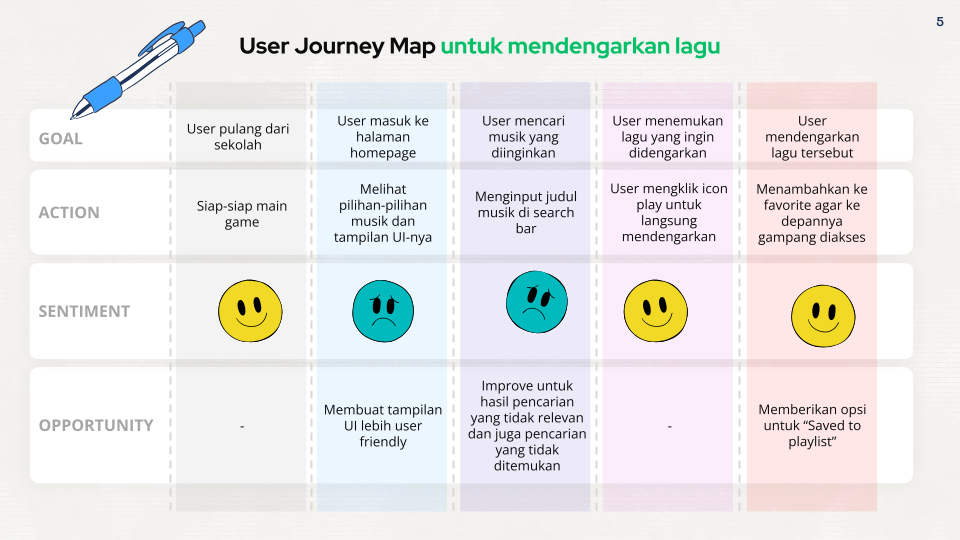 5
User Journey Map untuk mendengarkan lagu
GOAL
User pulang dari
sekolah
User masuk ke
halaman
homepage
User mencari
musik yang
diinginkan
User menemukan
lagu yang ingin
didengarkan
User
mendengarkan
lagu tersebut
ACTION
Siap-siap main
game
Melihat
pilihan-pilihan
musik dan
tampilan UI-nya
Menginput judul
musik di search
bar
User mengklik icon
play untuk
langsung
mendengarkan
Menambahkan ke
favorite agar ke
depannya
gampang diakses
SENTIMENT
OPPORTUNITY
-
Membuat tampilan
UI lebih user
friendly
Improve untuk
hasil pencarian
yang tidak relevan
dan juga pencarian
yang tidak
ditemukan
-
Memberikan opsi
untuk “Saved to
playlist”